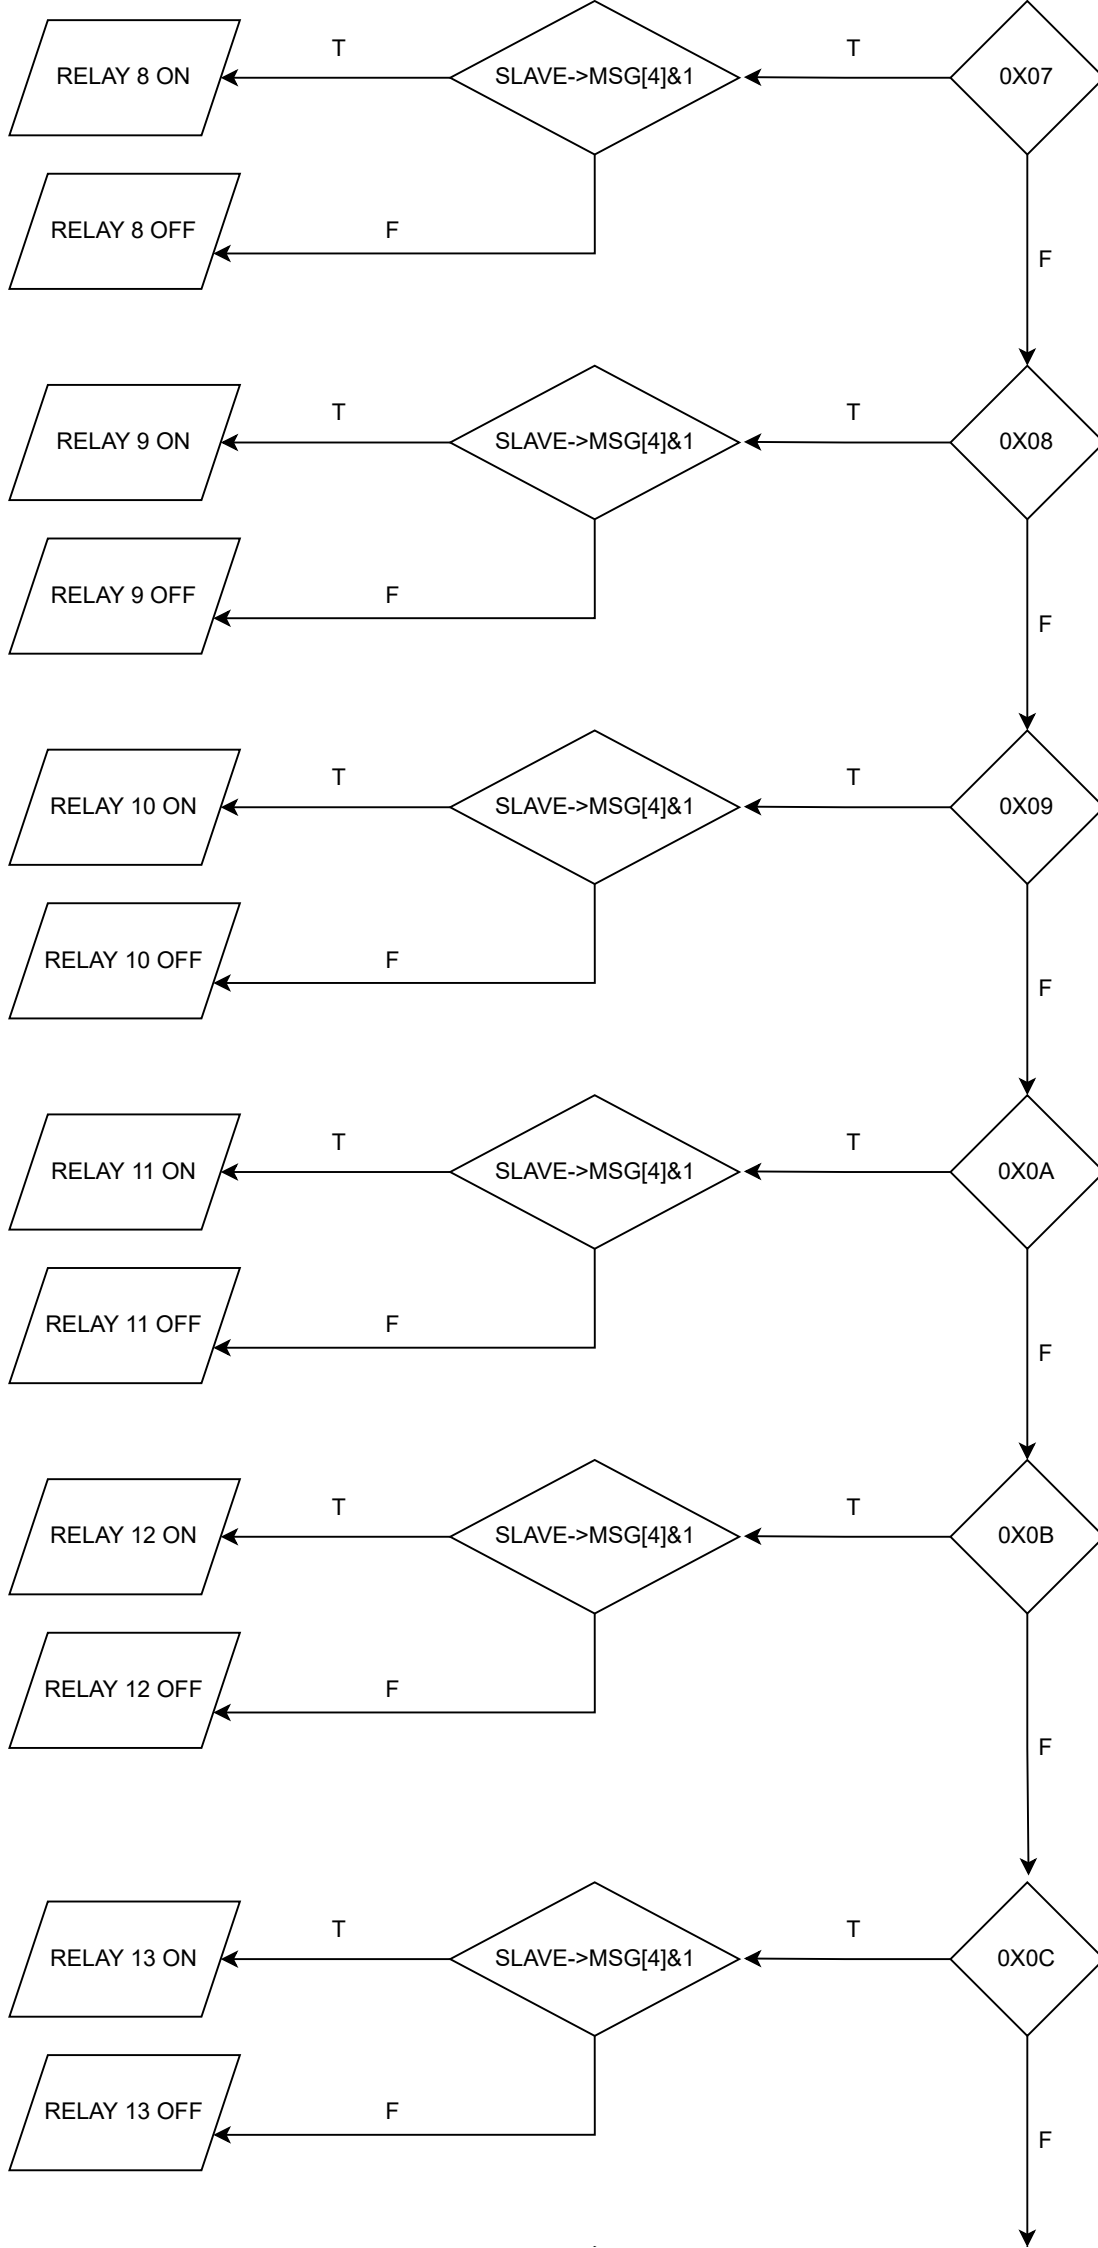 RELAY 8 ON
T
SLAVE->MSG[4]&1
T
0X07
RELAY 8 OFF
F
F
RELAY 9 ON
T
SLAVE->MSG[4]&1
T
0X08
RELAY 9 OFF
F
F
RELAY 10 ON
T
SLAVE->MSG[4]&1
T
0X09
RELAY 10 OFF
F
F
RELAY 11 ON
T
SLAVE->MSG[4]&1
T
0X0A
RELAY 11 OFF
F
F
RELAY 12 ON
T
SLAVE->MSG[4]&1
T
0X0B
RELAY 12 OFF
F
F
RELAY 13 ON
T
SLAVE->MSG[4]&1
T
0X0C
RELAY 13 OFF
F
F